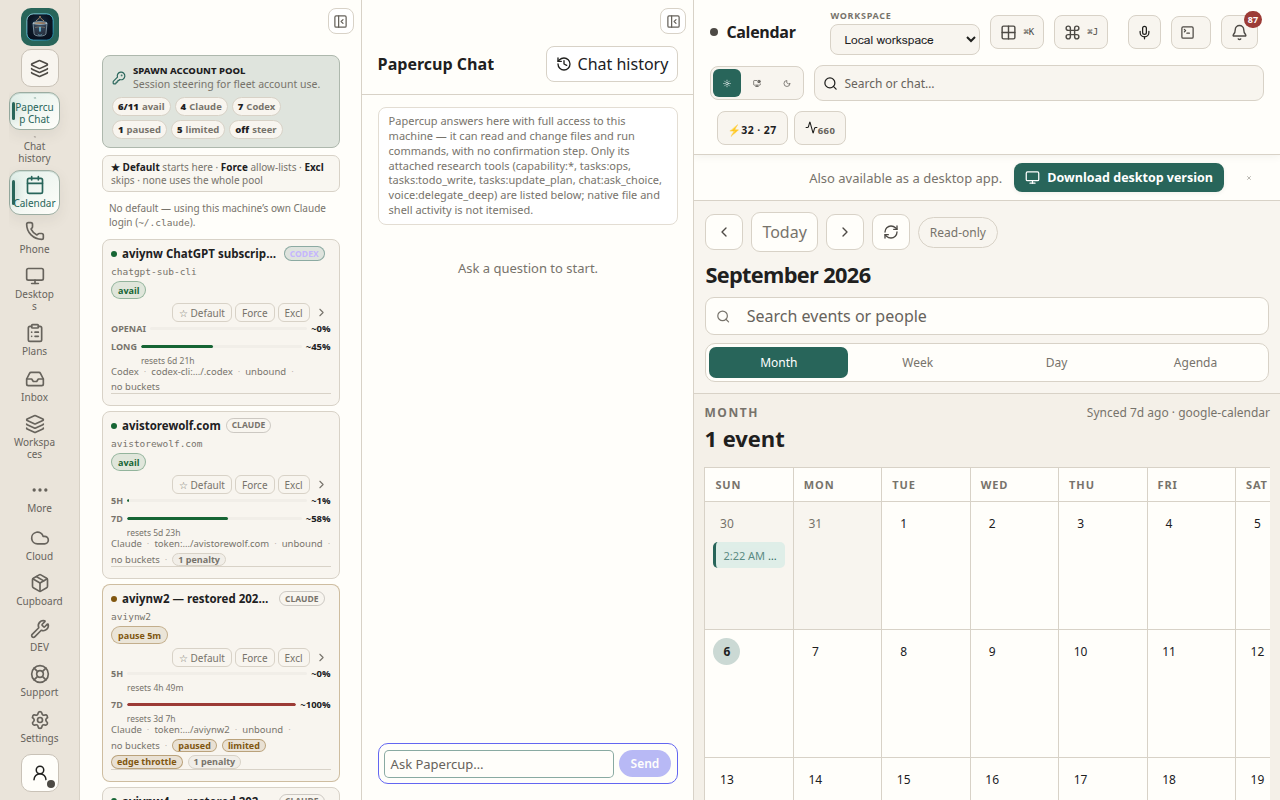 Papercu
p Chat
Chat
history
Calendar
Phone
Desktop
s
Plans
Inbox
Workspa
ces
More
Cloud
Cupboard
DEV
Support
Settings
SPAWN ACCOUNT POOL
Session steering for fleet account use.
6/11 avail 4 Claude 7 Codex
1 paused 5 limited off steer
★ Default starts here · Force allow-lists · Excl
skips · none uses the whole pool
No default — using this machine's own Claude
login (~/.claude).
aviynw ChatGPT subscrip... CODEX
chatgpt-sub-cli
avail
☆ Default Force Excl
OPENAI ~0%
LONG ~45%
resets 6d 21h
Codex · codex-cli:.../.codex · unbound ·
no buckets
avistorewolf.com CLAUDE
avistorewolf.com
avail
☆ Default Force Excl
5H ~1%
7D ~58%
resets 5d 23h
Claude · token:.../avistorewolf.com · unbound ·
no buckets · 1 penalty
aviynw2 — restored 202... CLAUDE
aviynw2
pause 5m
☆ Default Force Excl
5H ~0%
resets 4h 49m
7D ~100%
resets 3d 7h
Claude · token:.../aviynw2 · unbound ·
no buckets · paused limited
edge throttle 1 penalty
Papercup Chat
Chat history
Papercup answers here with full access to this
machine — it can read and change files and run
commands, with no confirmation step. Only its
attached research tools (capability:*, tasks:ops,
tasks:todo_write, tasks:update_plan, chat:ask_choice,
voice:delegate_deep) are listed below; native file and
shell activity is not itemised.
Ask a question to start.
Ask Papercup...
Send
Calendar
WORKSPACE
Local workspace
⌘K
⌘J
87
Search or chat...
⚡32 · 27
660
Also available as a desktop app.
Download desktop version
×
Today
Read-only
September 2026
Search events or people
Month Week Day Agenda
MONTH
Synced 7d ago · google-calendar
1 event
SUN MON TUE WED THU FRI SAT
30 31 1 2 3 4 5
2:22 AM ...
6 7 8 9 10 11 12
13 14 15 16 17 18 19